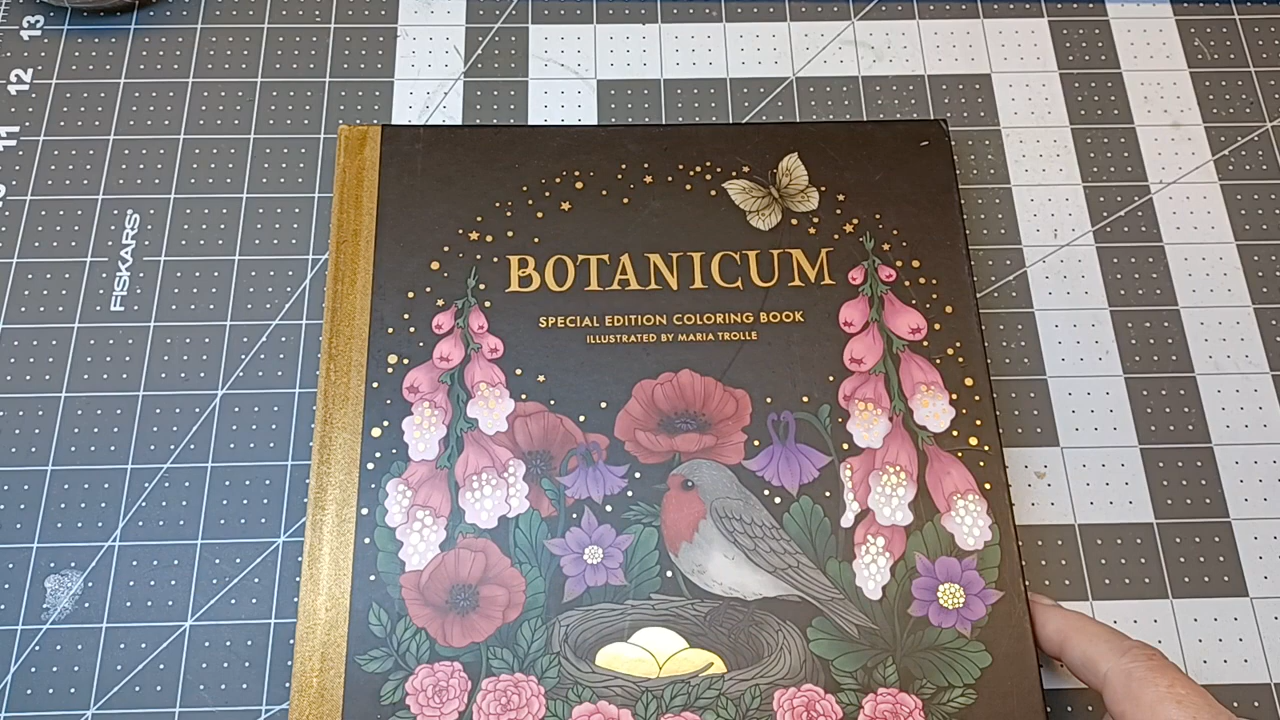 13
12
11
FISKARS®
BOTANICUM
SPECIAL EDITION COLORING BOOK
ILLUSTRATED BY MARIA TROLLE